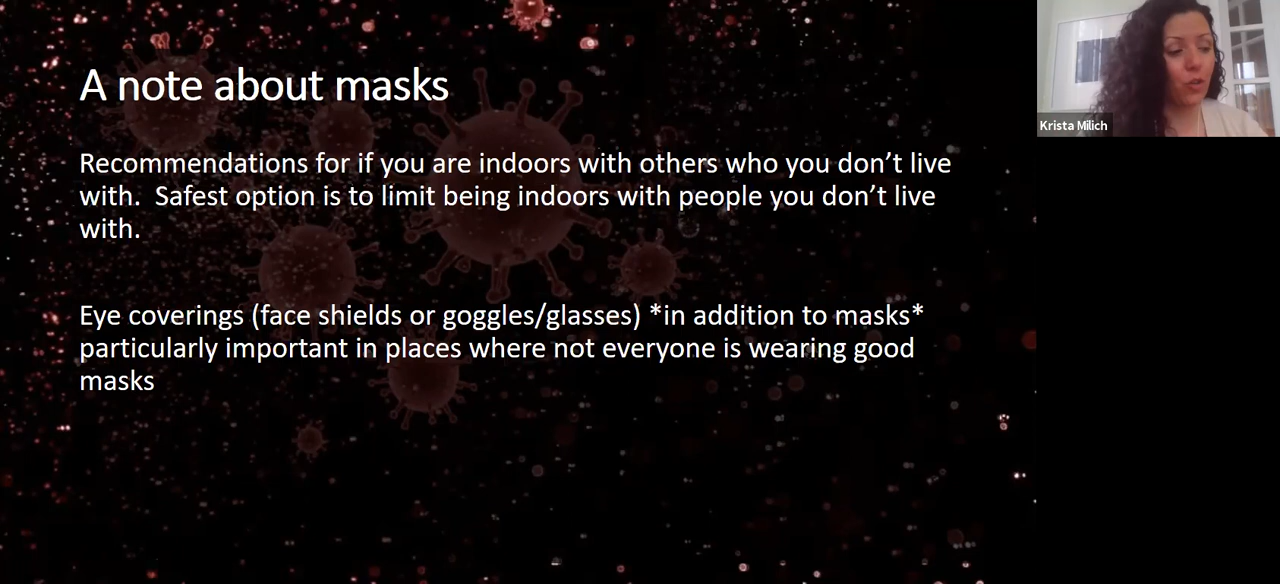 A note about masks
Recommendations for if you are indoors with others who you don’t live
with.  Safest option is to limit being indoors with people you don’t live
with.
Eye coverings (face shields or goggles/glasses) *in addition to masks*
particularly important in places where not everyone is wearing good
masks
Krista Milich